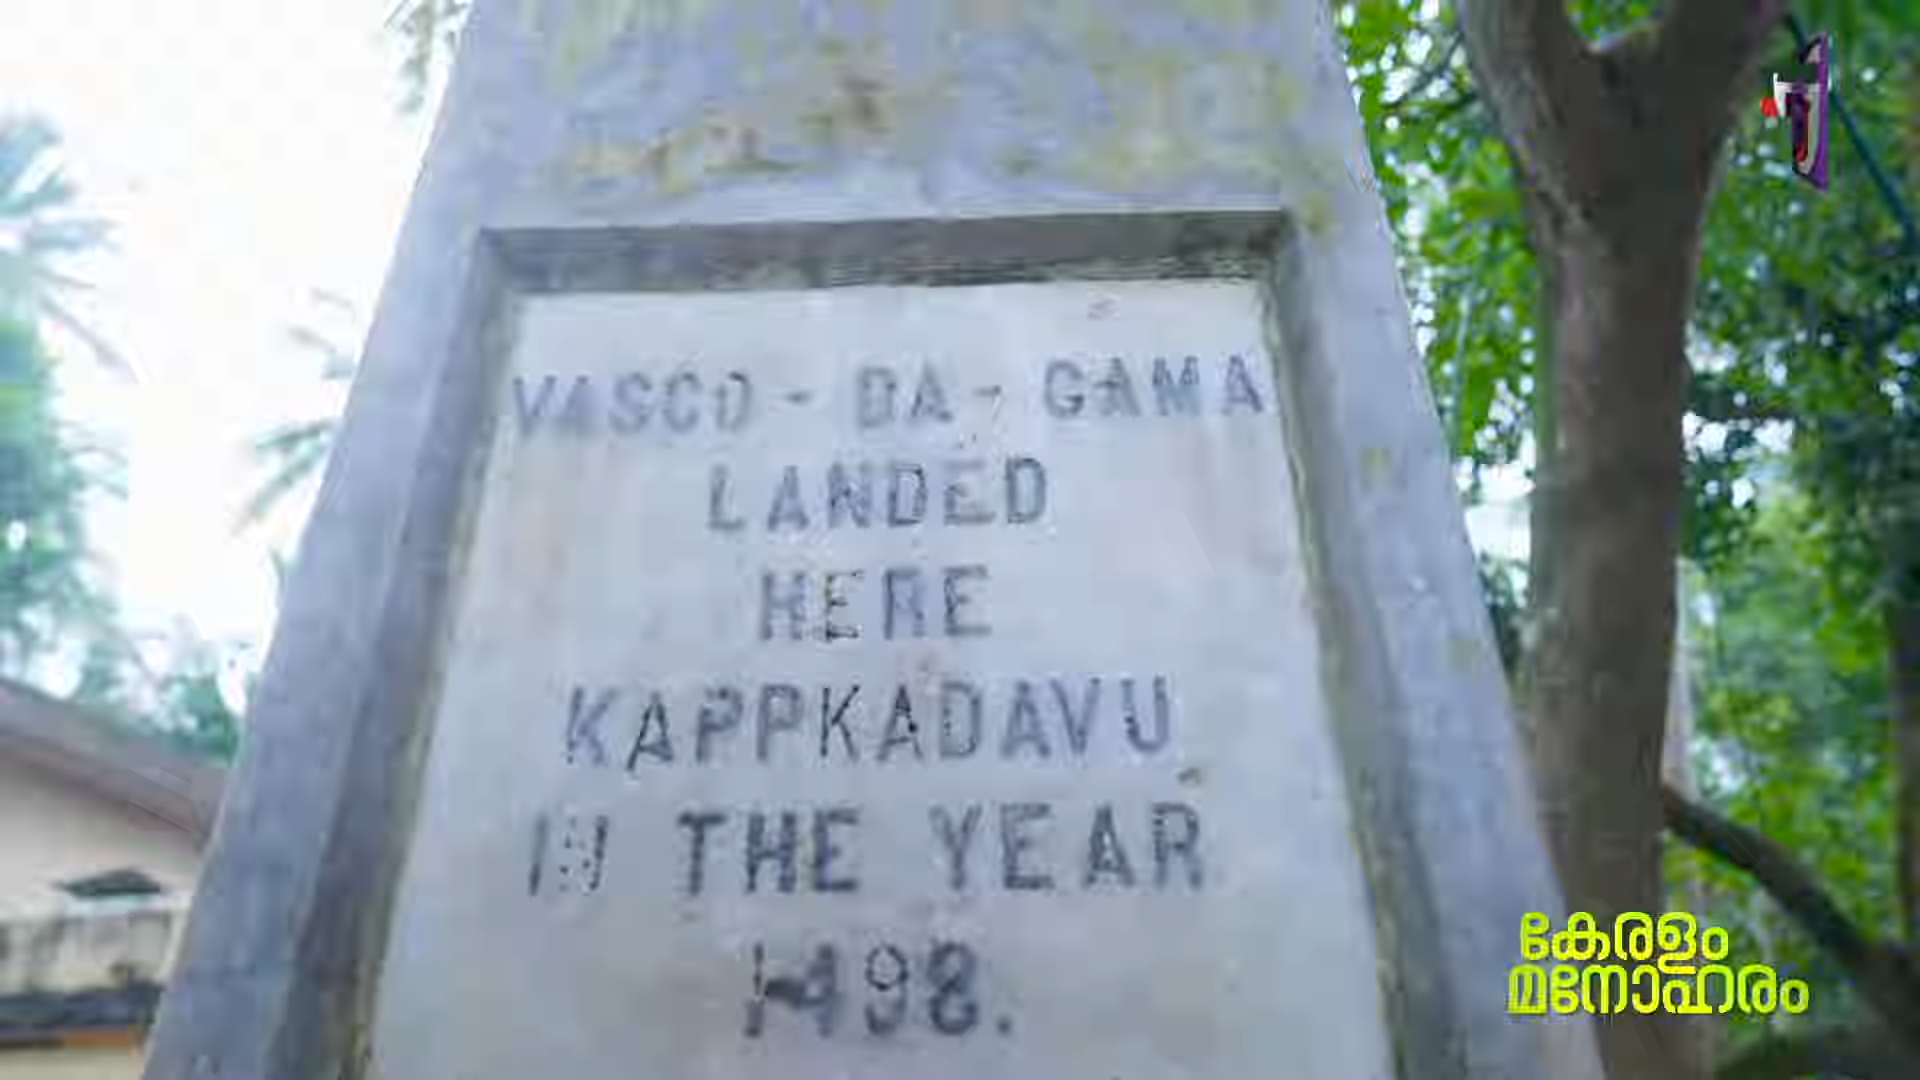 VASCO - DA - GAMA
LANDED
HERE
KAPPKADAVU
IN THE YEAR
1498.
കേരളം
മനോഹരം